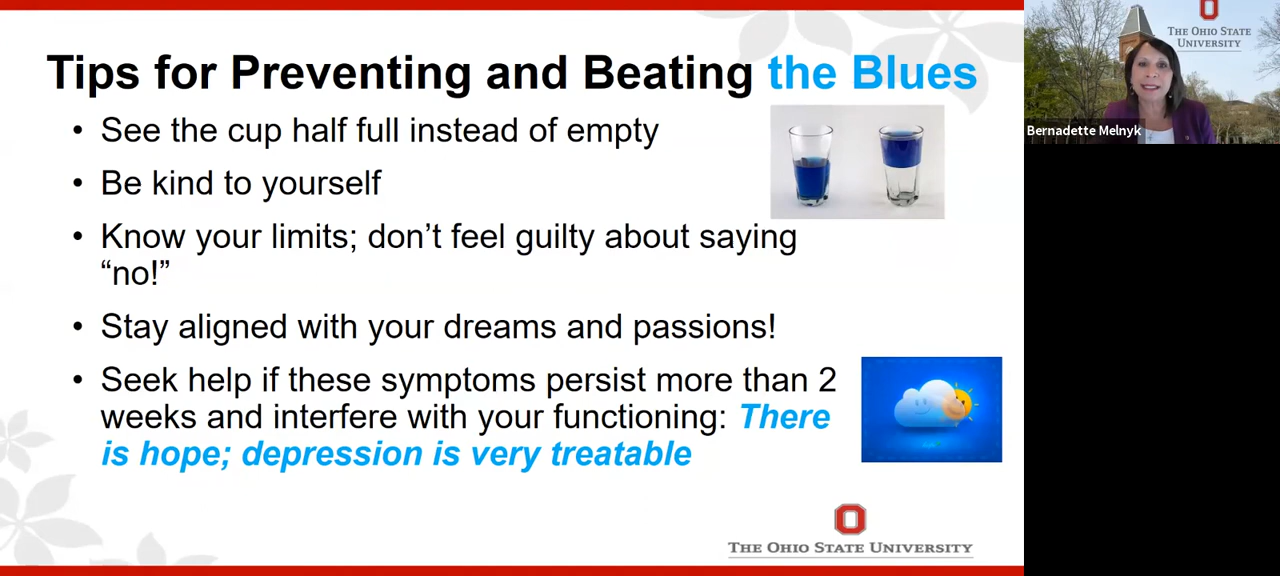 Tips for Preventing and Beating the Blues
• See the cup half full instead of empty
• Be kind to yourself
• Know your limits; don’t feel guilty about saying
“no!”
• Stay aligned with your dreams and passions!
• Seek help if these symptoms persist more than 2
weeks and interfere with your functioning: There
is hope; depression is very treatable
THE OHIO STATE UNIVERSITY
THE OHIO STATE
UNIVERSITY
Bernadette Melnyk